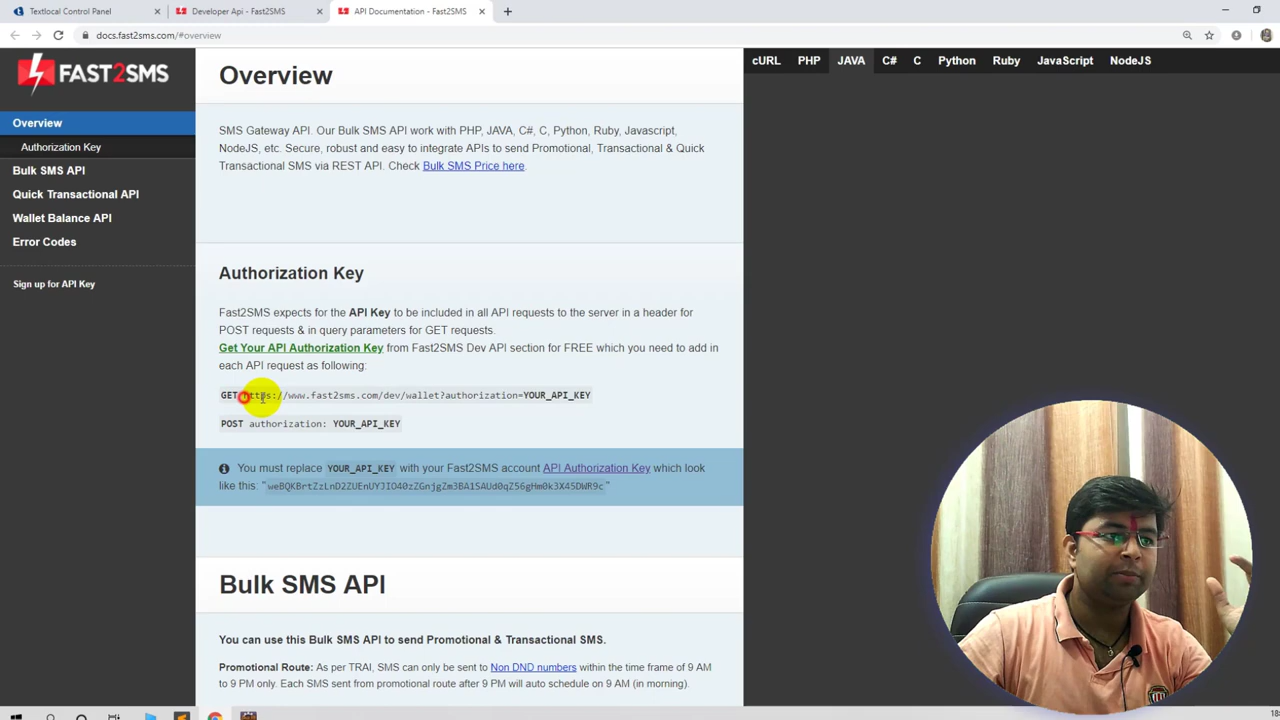 Textlocal Control Panel
Developer Api - Fast2SMS
API Documentation - Fast2SMS
docs.fast2sms.com/#overview
FAST2SMS
Overview
Authorization Key
Bulk SMS API
Quick Transactional API
Wallet Balance API
Error Codes
Sign up for API Key
Overview
SMS Gateway API. Our Bulk SMS API work with PHP, JAVA, C#, C, Python, Ruby, Javascript,
NodeJS, etc. Secure, robust and easy to integrate APIs to send Promotional, Transactional & Quick
Transactional SMS via REST API. Check Bulk SMS Price here.
Authorization Key
Fast2SMS expects for the API Key to be included in all API requests to the server in a header for
POST requests & in query parameters for GET requests.
Get Your API Authorization Key from Fast2SMS Dev API section for FREE which you need to add in
each API request as following:
GET https://www.fast2sms.com/dev/wallet?authorization=YOUR_API_KEY
POST authorization: YOUR_API_KEY
You must replace YOUR_API_KEY with your Fast2SMS account API Authorization Key which look
like this: "weBQKBrtZzLnD2ZUEnUYJIO40zZGnjgZm3BA1SAUd0qZ56gHm0k3X45DWR9c"
Bulk SMS API
You can use this Bulk SMS API to send Promotional & Transactional SMS.
Promotional Route: As per TRAI, SMS can only be sent to Non DND numbers within the time frame of 9 AM
to 9 PM only. Each SMS sent from promotional route after 9 PM will auto schedule on 9 AM (in morning).
cURL PHP JAVA C# C Python Ruby JavaScript NodeJS
18: